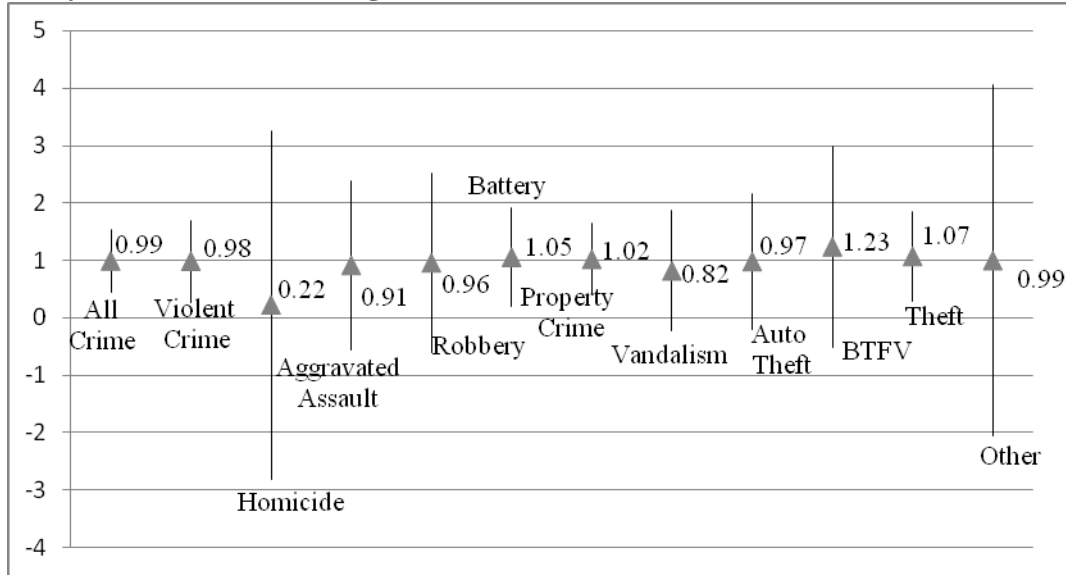 5
4
3
2
1
0
-1
-2
-3
-4
0.99
All
Crime
0.98
Violent
Crime
0.22
Homicide
0.91
Aggravated
Assault
0.96
Robbery
Battery
1.05
1.02
Property
Crime
0.82
Vandalism
0.97
Auto
Theft
1.23
BTFV
1.07
Theft
0.99
Other